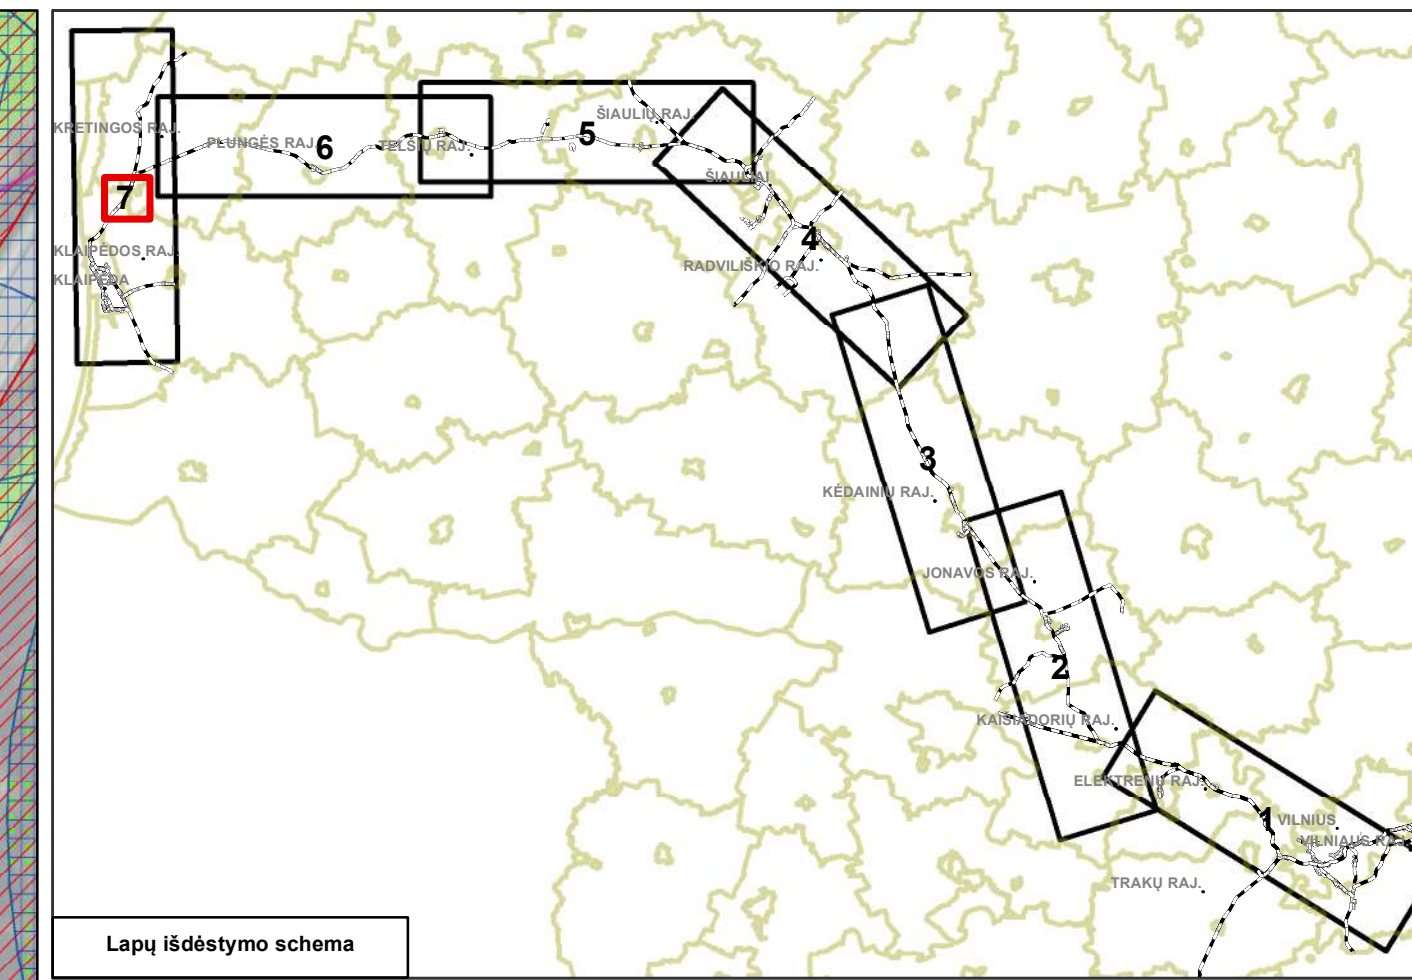 ŠIAULIŲ RAJ.
KRETINGOS RAJ.
PLUNGĖS RAJ.
6
TELŠIŲ RAJ.
5
ŠIAULIAI
7
4
KLAIPĖDOS RAJ.
RADVILIŠKIO RAJ.
KLAIPĖDA
3
KĖDAINIŲ RAJ.
JONAVOS RAJ.
2
KAIŠIADORIŲ RAJ.
ELEKTRĖNŲ RAJ.
1
VILNIUS
VILNIAUS RAJ.
TRAKŲ RAJ.
Lapų išdėstymo schema